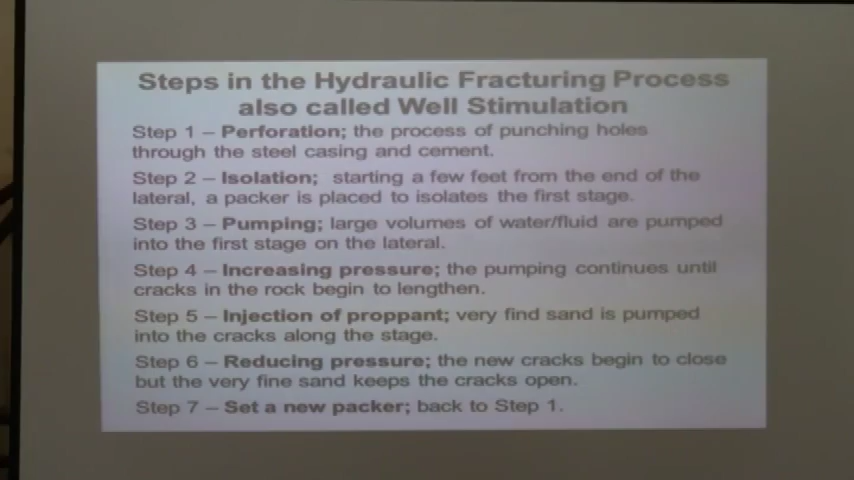 Steps in the Hydraulic Fracturing Process
also called Well Stimulation
Step 1 – Perforation; the process of punching holes
through the steel casing and cement.
Step 2 – Isolation; starting a few feet from the end of the
lateral, a packer is placed to isolates the first stage.
Step 3 – Pumping; large volumes of water/fluid are pumped
into the first stage on the lateral.
Step 4 – Increasing pressure; the pumping continues until
cracks in the rock begin to lengthen.
Step 5 – Injection of proppant; very find sand is pumped
into the cracks along the stage.
Step 6 – Reducing pressure; the new cracks begin to close
but the very fine sand keeps the cracks open.
Step 7 – Set a new packer; back to Step 1.